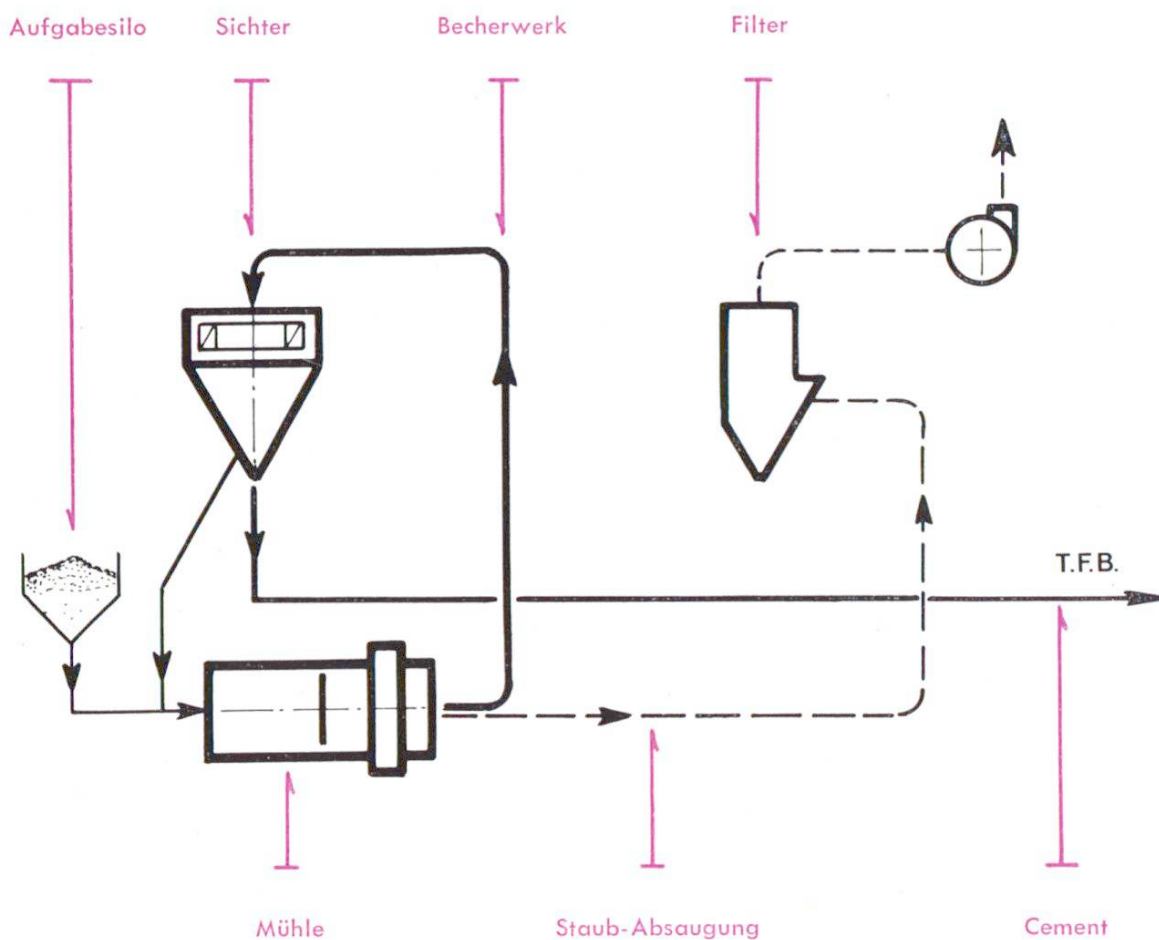 Aufgabesilo Sichter Becherwerk Filter
T.F.B.
Mühle Staub-Absaugung Cement